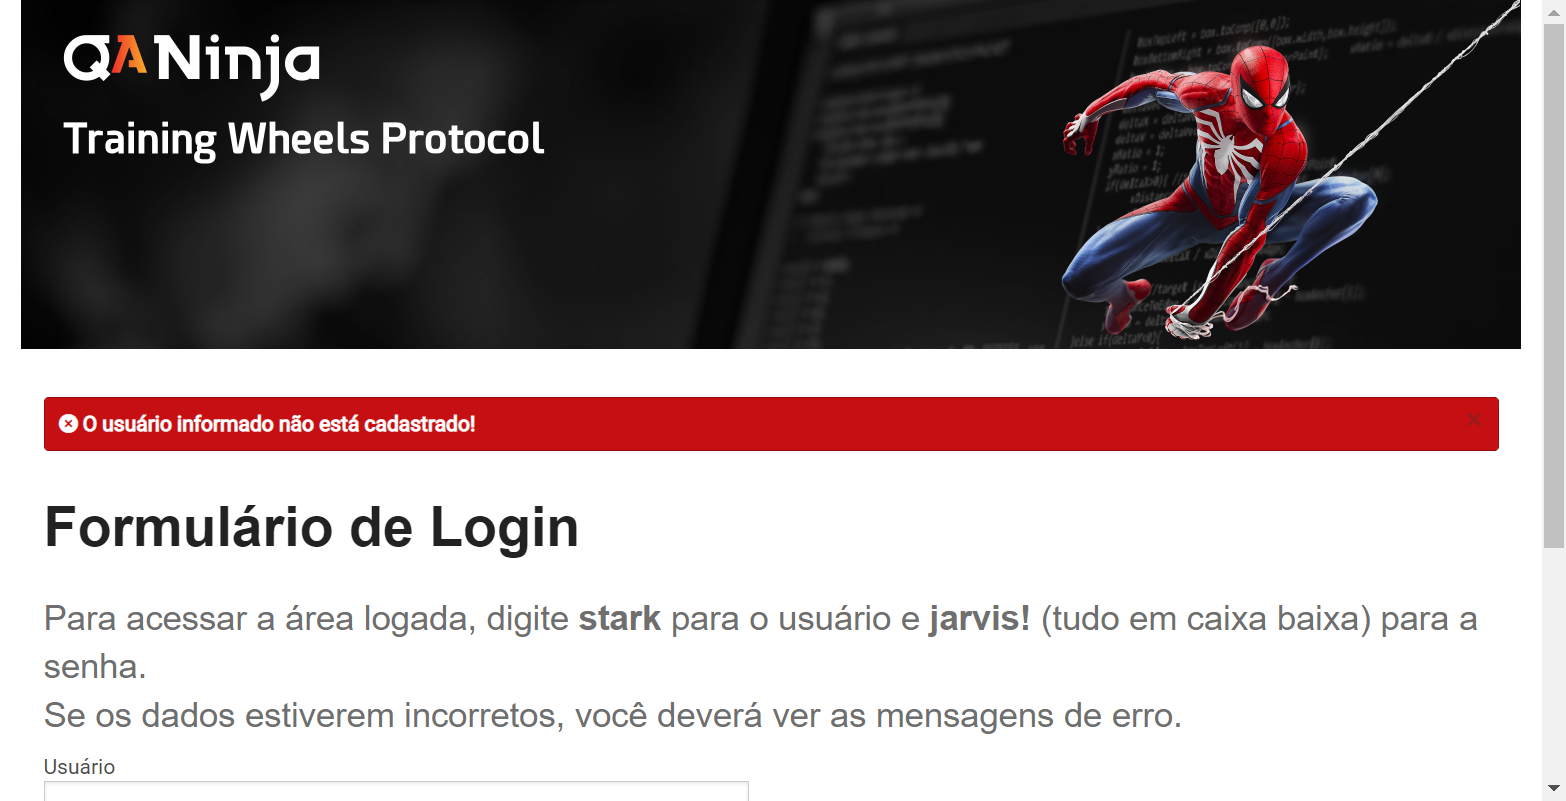 QANinja
Training Wheels Protocol
O usuário informado não está cadastrado!
×
Formulário de Login
Para acessar a área logada, digite stark para o usuário e jarvis! (tudo em caixa baixa) para a
senha.
Se os dados estiverem incorretos, você deverá ver as mensagens de erro.
Usuário